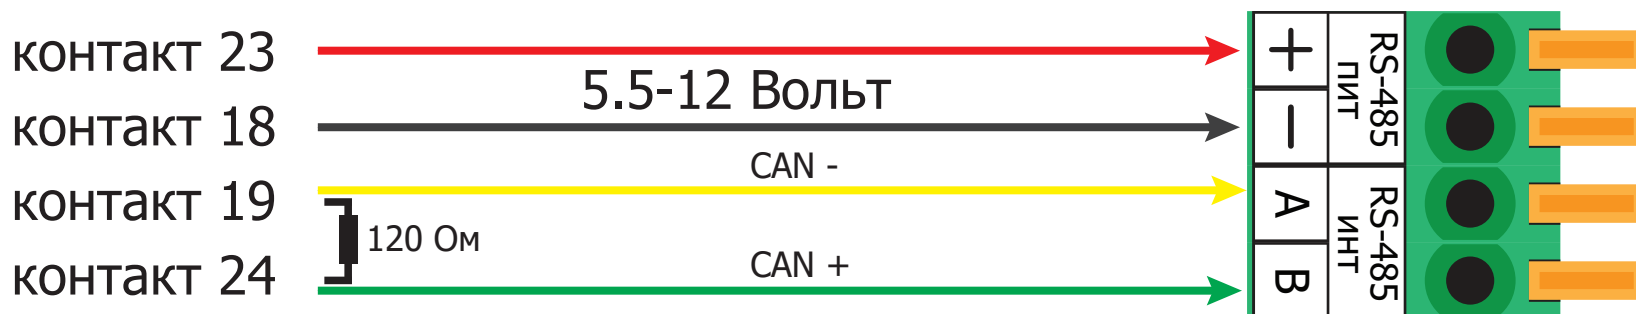 контакт 23
контакт 18
контакт 19
контакт 24
5.5-12 Вольт
CAN -
120 Ом
CAN +
+
−
A
B
RS-485
пит
RS-485
инт